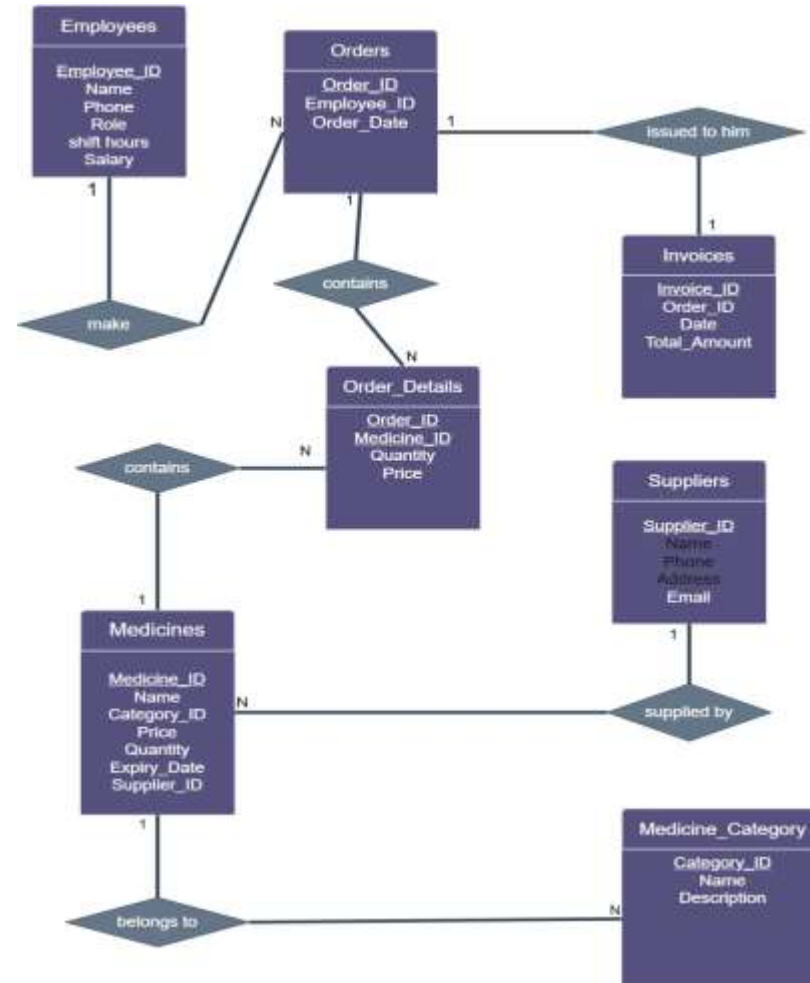 Employees
Employee_ID
Name
Phone
Role
shift hours
Salary
Orders
Order_ID
Employee_ID
Order_Date
1
N
1
1
issued to him
1
Invoices
Invoice_ID
Order_ID
Date
Total_Amount
contains
make
N
Order_Details
Order_ID
Medicine_ID
Quantity
Price
N
contains
1
Suppliers
Supplier_ID
Name
Phone
Address
Email
1
supplied by
N
Medicines
Medicine_ID
Name
Category_ID
Price
Quantity
Expiry_Date
Supplier_ID
1
belongs to
N
Medicine_Category
Category_ID
Name
Description